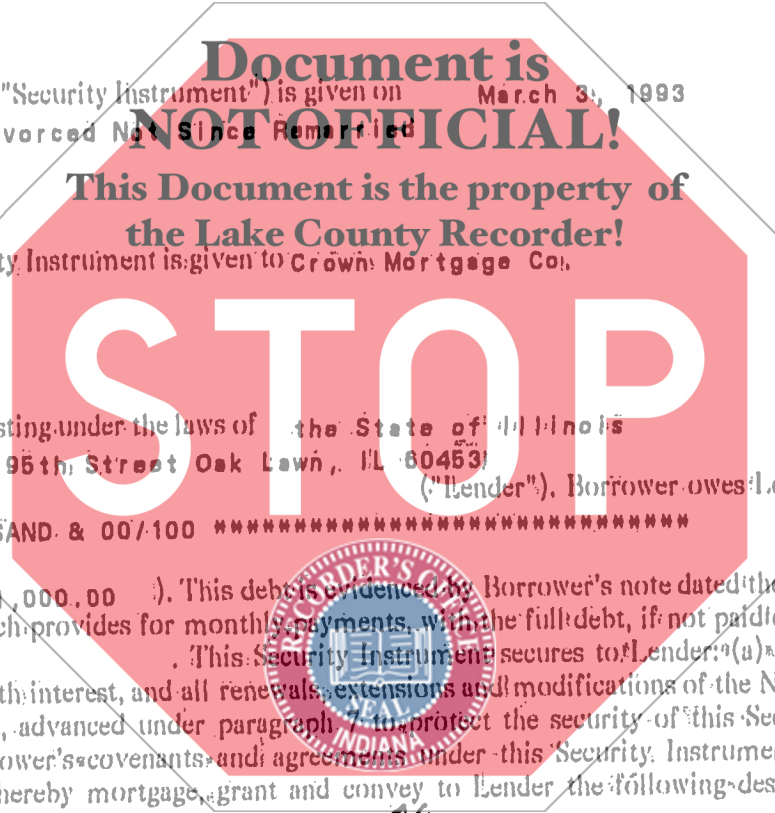 Document is
"Security Instrument") is given on March 3, 1993
NOT OFFICIAL!
vorced Not Since Remarried
This Document is the property of
the Lake County Recorder!
ty Instrument is given to Crown Mortgage Co.
STOP
sting under the laws of the State of Illinois
95th Street Oak Lawn, IL 60453
("Lender"). Borrower owes Le
SAND & 00/100 ****************************************
,000.00 ). This debt is evidenced by Borrower's note dated the
ch provides for monthly payments, with the full debt, if not paid
. This Security Instrument secures to Lender: (a)
th interest, and all renewals, extensions and modifications of the N
, advanced under paragraph 7 to protect the security of this Sec
ower's covenants and agreements under this Security Instrumen
hereby mortgage, grant and convey to Lender the following des
RECORDER'S OFFICE
SEAL
INDIANA